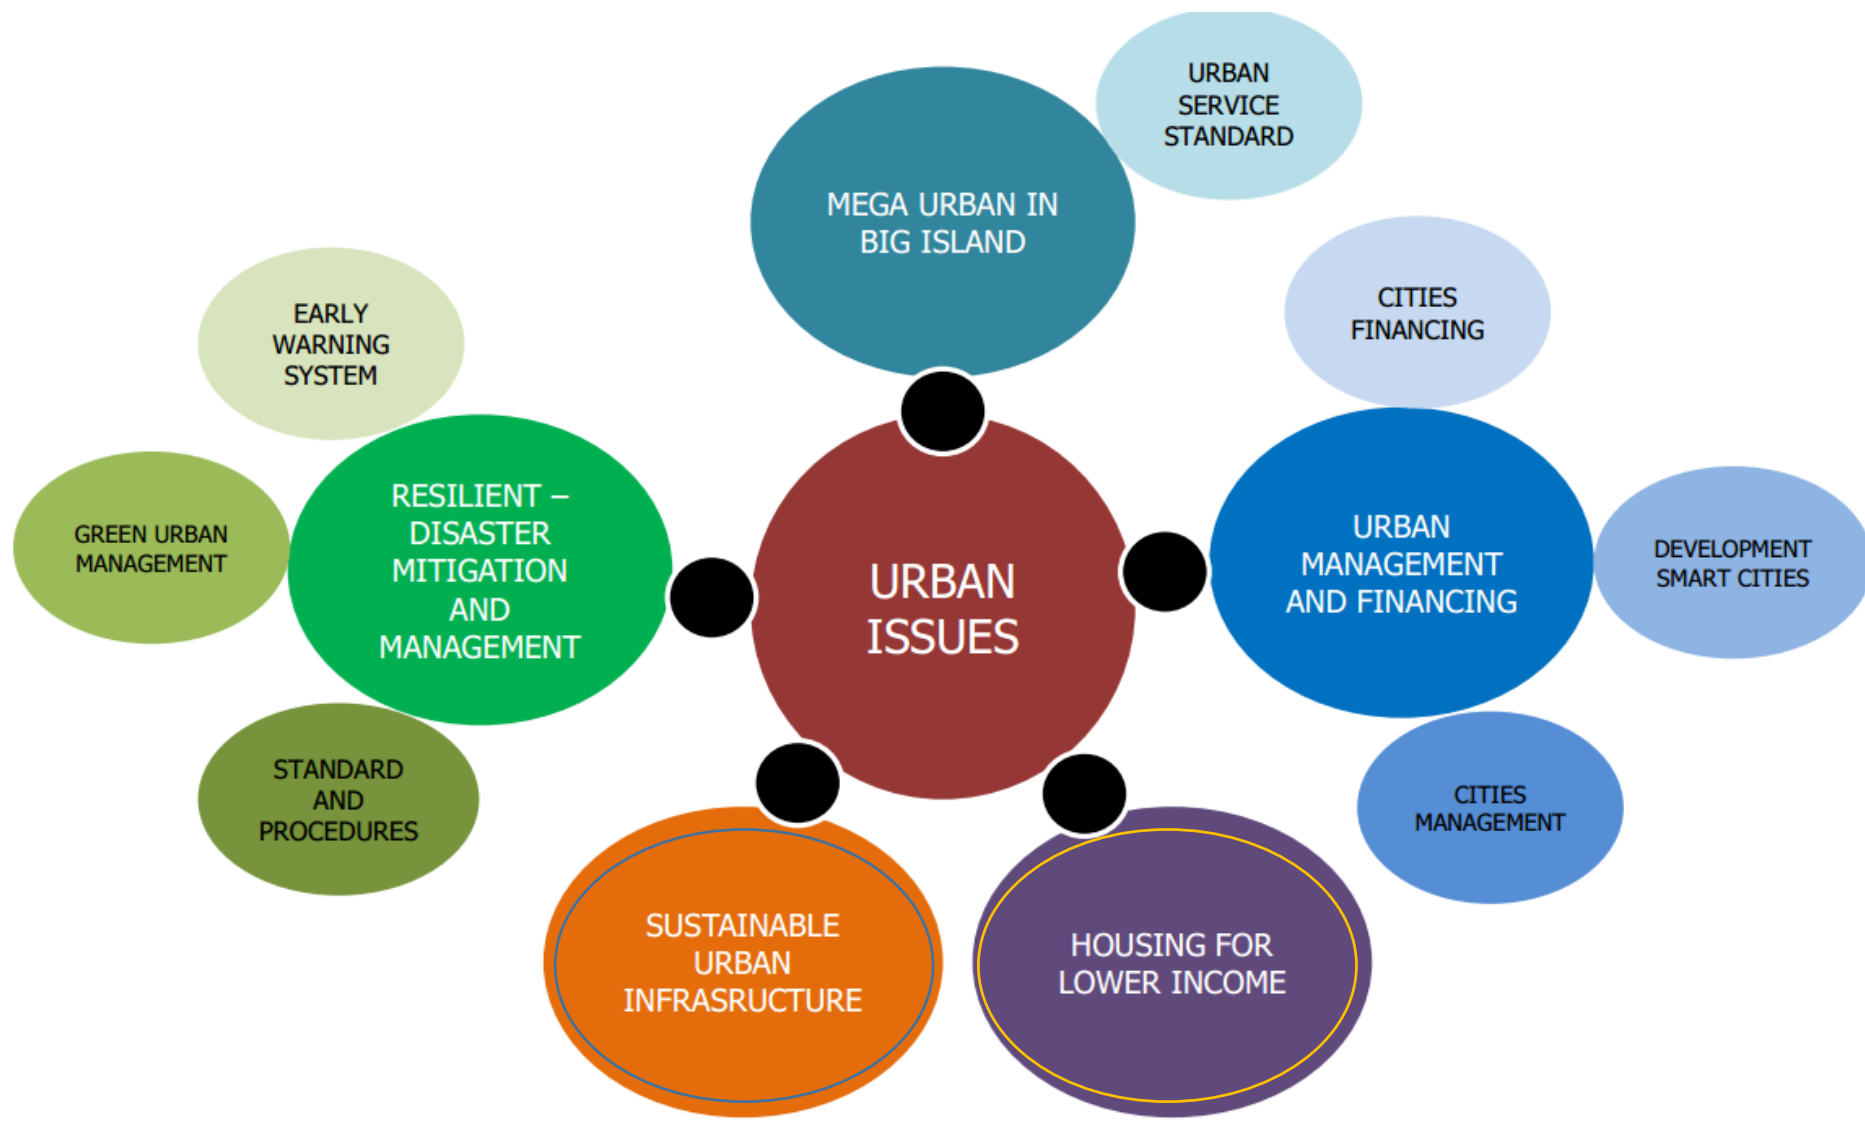 URBAN
SERVICE
STANDARD
MEGA URBAN IN
BIG ISLAND
CITIES
FINANCING
EARLY
WARNING
SYSTEM
GREEN URBAN
MANAGEMENT
RESILIENT –
DISASTER
MITIGATION
AND
MANAGEMENT
URBAN
ISSUES
URBAN
MANAGEMENT
AND FINANCING
DEVELOPMENT
SMART CITIES
STANDARD
AND
PROCEDURES
CITIES
MANAGEMENT
SUSTAINABLE
URBAN
INFRASRUCTURE
HOUSING FOR
LOWER INCOME